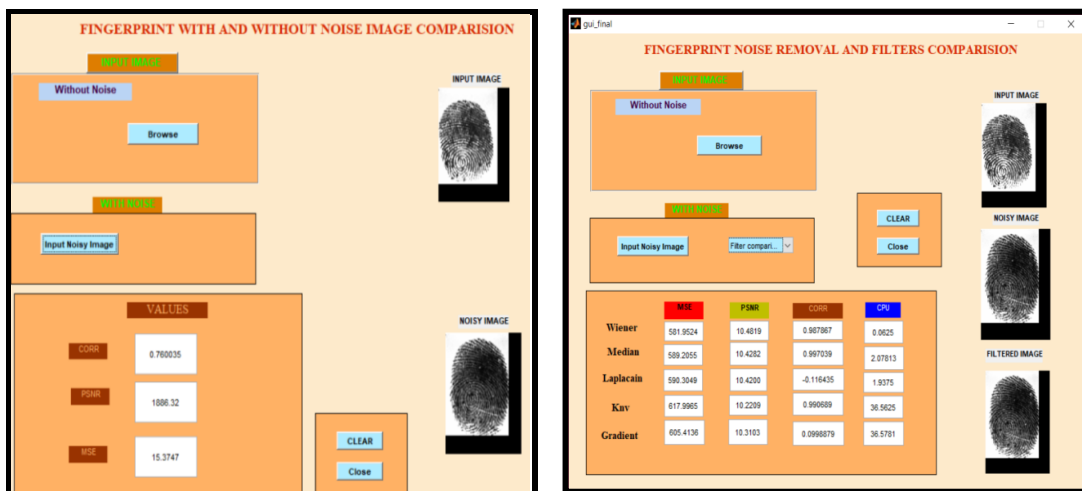 FINGERPRINT WITH AND WITHOUT NOISE IMAGE COMPARISION
INPUT IMAGE
Without Noise
Browse
INPUT IMAGE
WITH NOISE
Input Noisy Image
VALUES
CORR 0.760035
PSNR 1886.32
MSE 15.3747
NOISY IMAGE
CLEAR
Close
gui_final
FINGERPRINT NOISE REMOVAL AND FILTERS COMPARISION
INPUT IMAGE
Without Noise
Browse
INPUT IMAGE
WITH NOISE
Input Noisy Image Filter compari...
CLEAR
Close
NOISY IMAGE
MSE PSNR CORR CPU
Wiener 581.9524 10.4819 0.987867 0.0625
Median 589.2055 10.4282 0.997039 2.07813
Laplacain 590.3049 10.4200 -0.116435 1.9375
Knv 617.9965 10.2209 0.990689 36.5625
Gradient 605.4136 10.3103 0.0998879 36.5781
FILTERED IMAGE